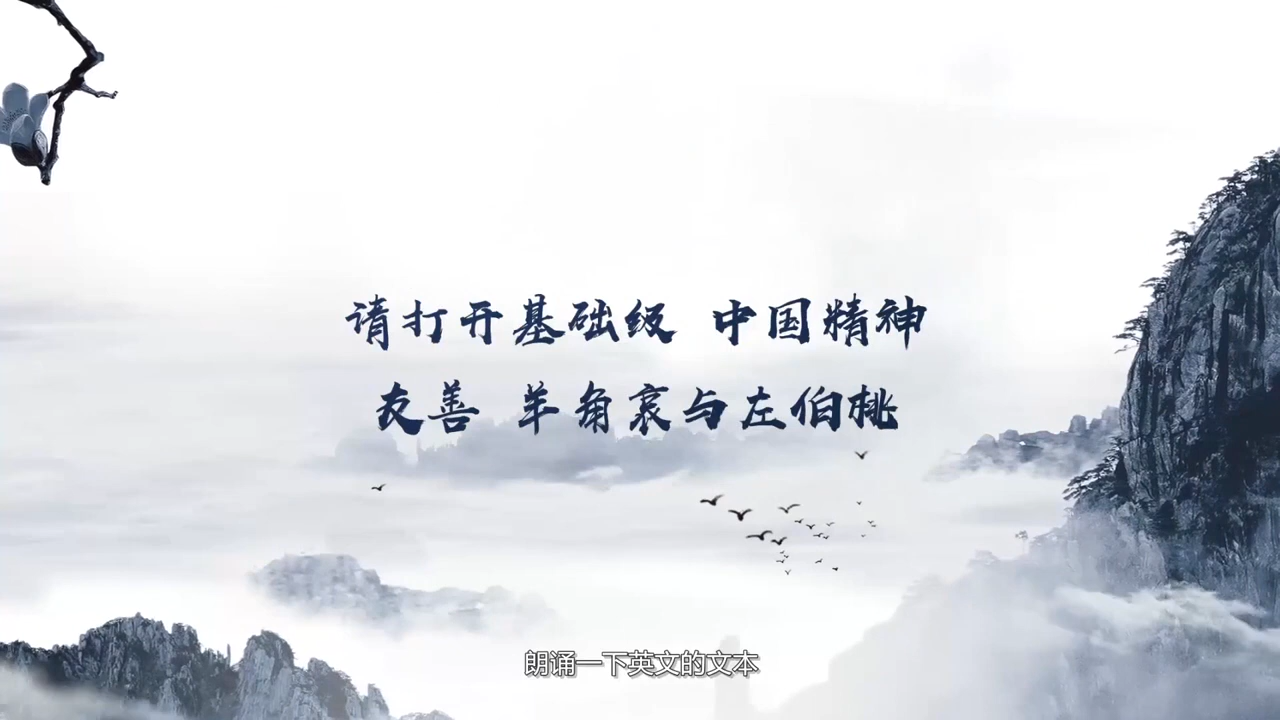 请打开基础级 中国精神
友善 羊角哀与左伯桃
朗诵一下英文的文本